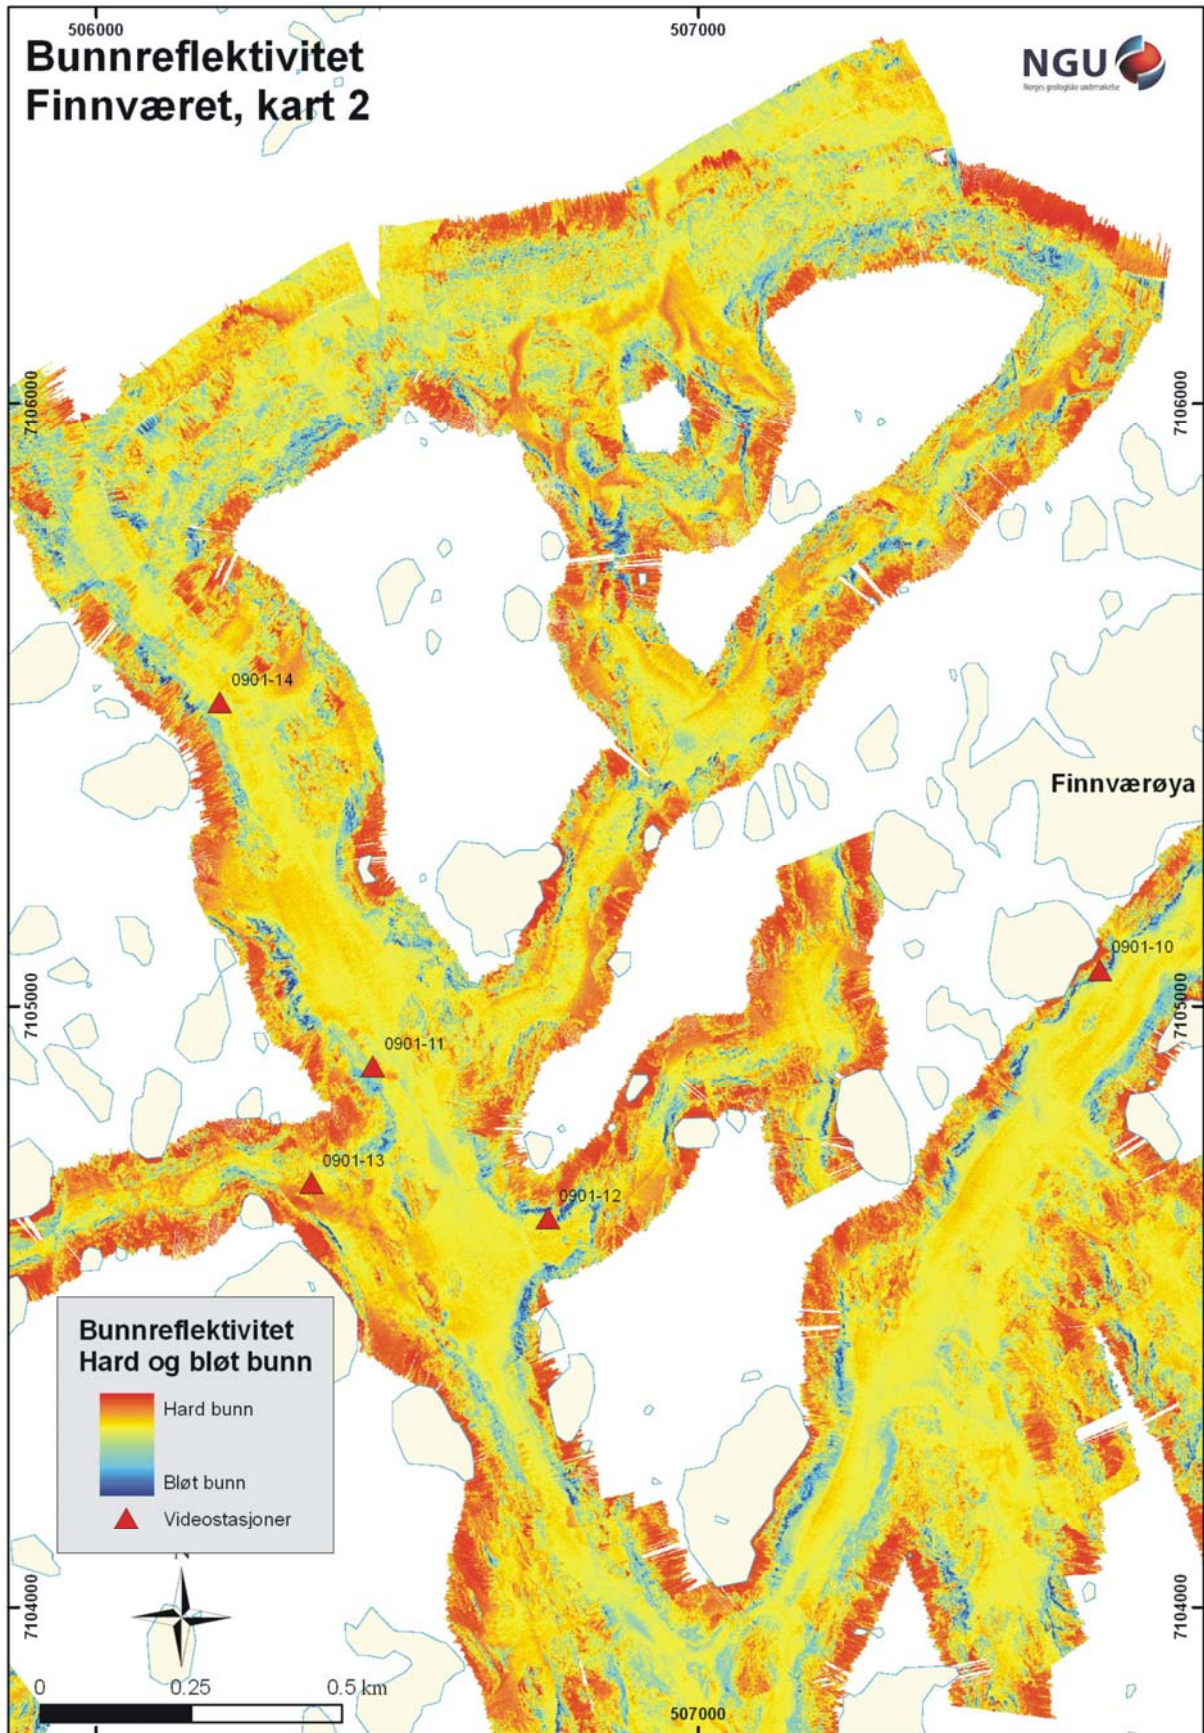 506000
507000
Bunnreflektivitet
Finnværet, kart 2
NGU
Norges geologiske undersøkelse
7106000
7106000
0901-14
Finnværøya
0901-10
7105000
7105000
0901-11
0901-13
0901-12
Bunnreflektivitet
Hard og bløt bunn
Hard bunn
Bløt bunn
Videostasjoner
N
7104000
7104000
0
0.25
0.5 km
507000